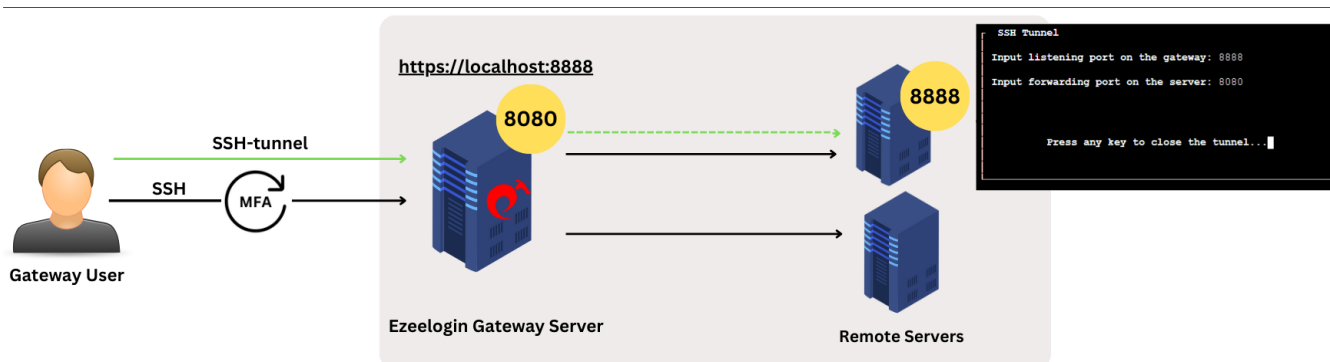 https://localhost:8888
8080
8888
SSH-tunnel
SSH
MFA
Gateway User
Ezeelogin Gateway Server
Remote Servers
SSH Tunnel
Input listening port on the gateway: 8888
Input forwarding port on the server: 8080
Press any key to close the tunnel...